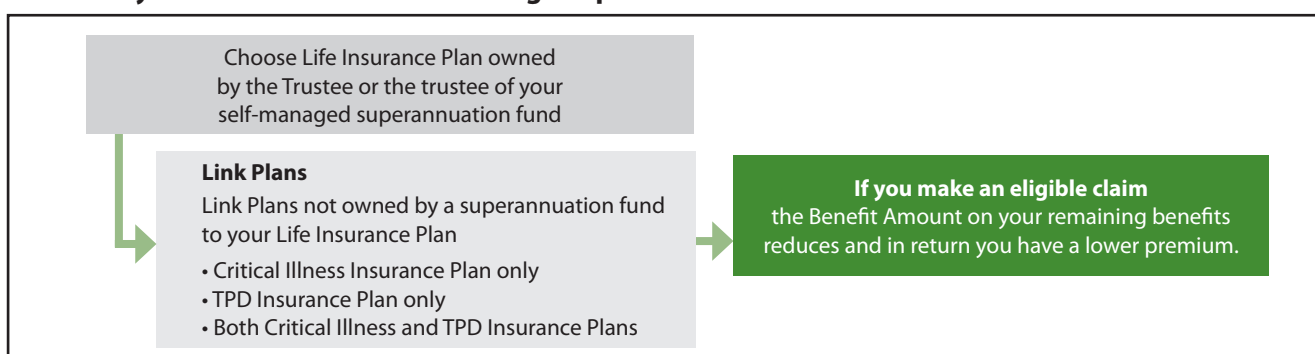 Choose Life Insurance Plan owned
by the Trustee or the trustee of your
self-managed superannuation fund
Link Plans
Link Plans not owned by a superannuation fund
to your Life Insurance Plan
• Critical Illness Insurance Plan only
• TPD Insurance Plan only
• Both Critical Illness and TPD Insurance Plans
If you make an eligible claim
the Benefit Amount on your remaining benefits
reduces and in return you have a lower premium.